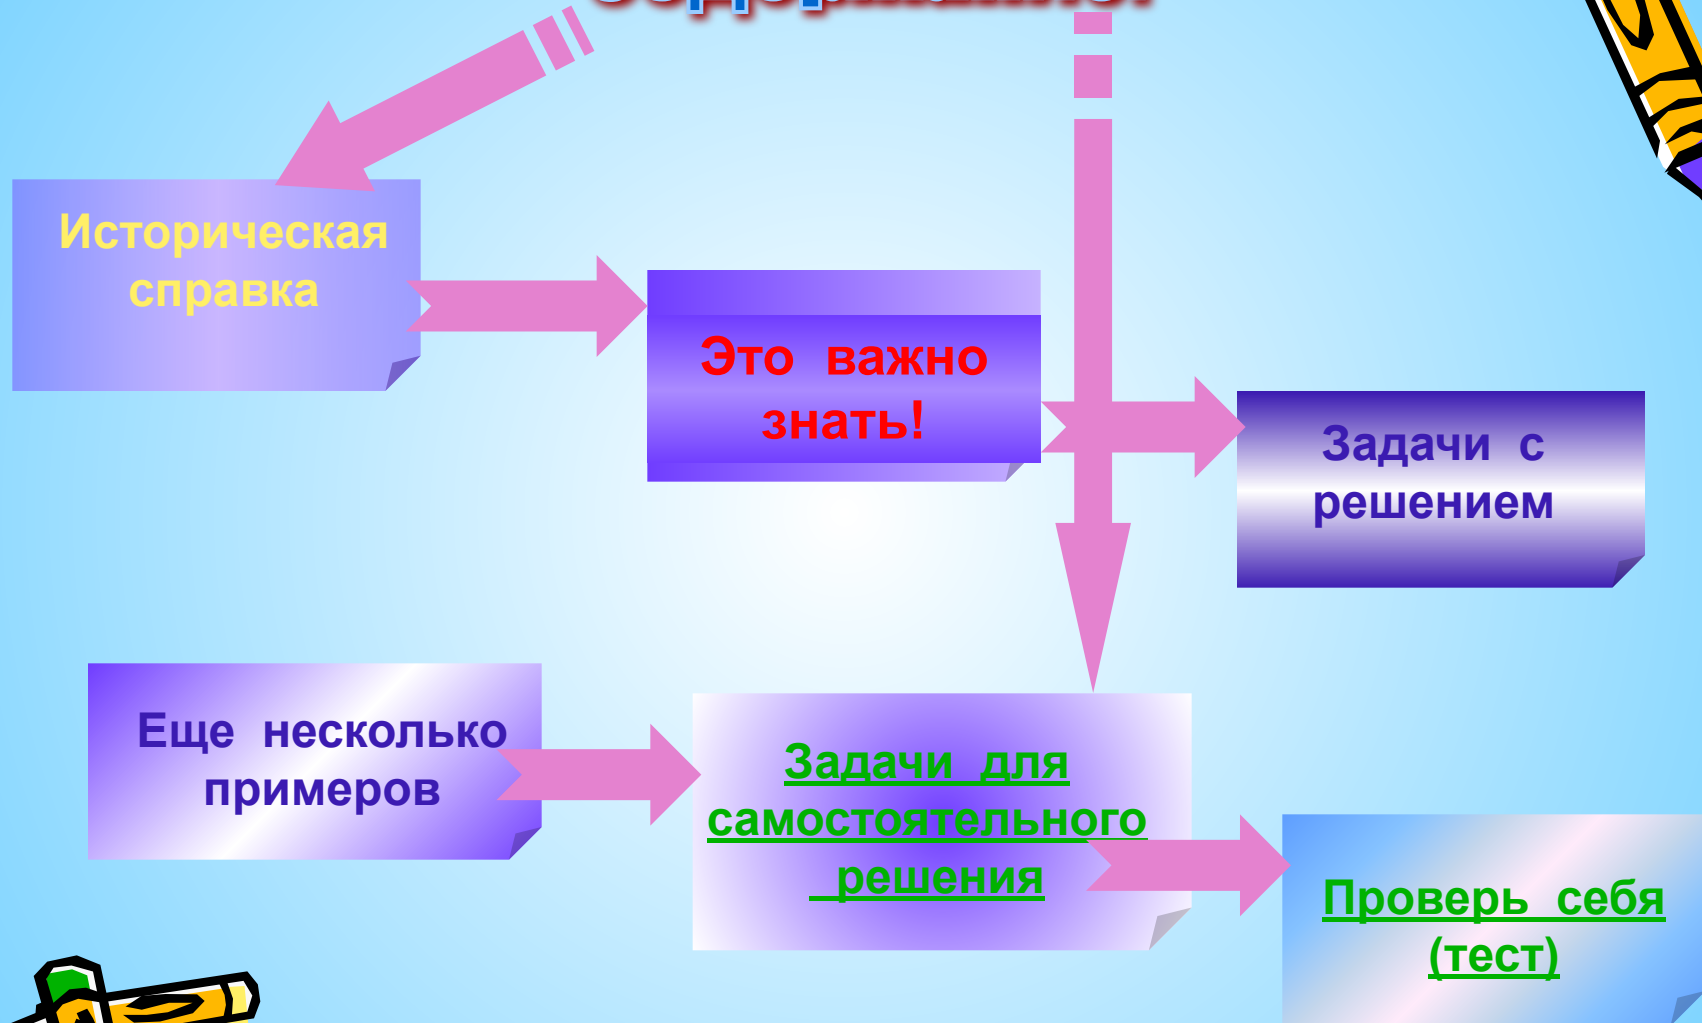 Историческая
справка
Это важно
знать!
Задачи с
решением
Еще несколько
примеров
Задачи для
самостоятельного
решения
Проверь себя
(тест)